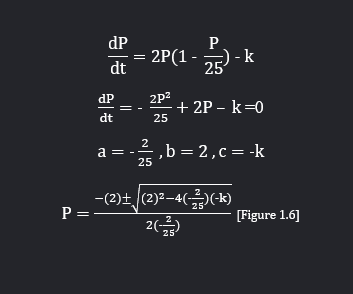 dP/dt = 2P(1 - P/25) - k
dP/dt = - 2P²/25 + 2P – k =0
a = - 2/25 , b = 2 , c = -k
P = −(2)±√((2)²−4(-2/25)(-k)) / 2(-2/25) [Figure 1.6]